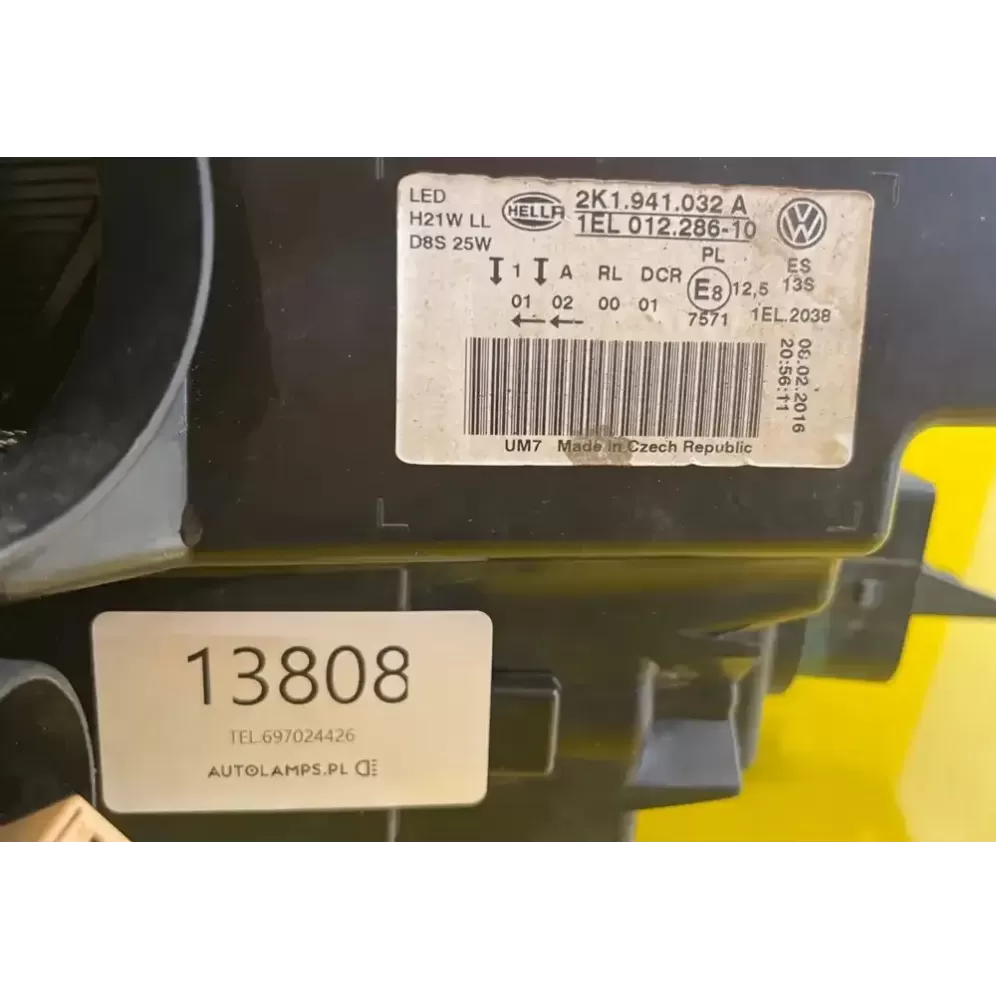 LED
H21W LL
D8S 25W
HELLA
2K1.941.032 A
1EL 012.286-10
PL
ES
1 A RL DCR E8 12,5 13S
01 02 00 01 7571 1EL.2038
08.02.2016
20:56:11
UM7 Made in Czech Republic
13808
TEL.697024426
AUTOLAMPS.PL